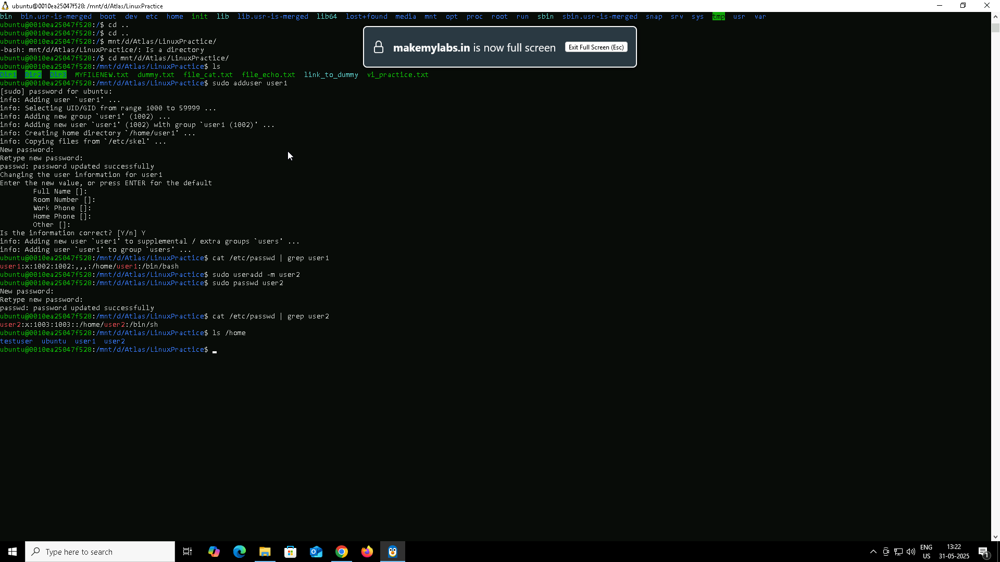 ubuntu@0010ea25047f528: /mnt/d/Atlas/LinuxPractice
bin  bin.usr-is-merged  boot  dev  etc  home  init  lib  lib.usr-is-merged  lib64  lost+found  media  mnt  opt  proc  root  run  sbin  sbin.usr-is-merged  snap  srv  sys  tmp  usr  var
ubuntu@0010ea25047f528:/$ cd ..
ubuntu@0010ea25047f528:/$ cd ..
ubuntu@0010ea25047f528:/$ mnt/d/Atlas/LinuxPractice/
-bash: mnt/d/Atlas/LinuxPractice/: Is a directory
ubuntu@0010ea25047f528:/$ cd mnt/d/Atlas/LinuxPractice/
makemylabs.in is now full screen
Exit Full Screen (Esc)
ubuntu@0010ea25047f528:/mnt/d/Atlas/LinuxPractice$ ls
Dir1  Dir2  Dir3  MYFILENEW.txt  dummy.txt  file_cat.txt  file_echo.txt  link_to_dummy  vi_practice.txt
ubuntu@0010ea25047f528:/mnt/d/Atlas/LinuxPractice$ sudo adduser user1
[sudo] password for ubuntu:
info: Adding user `user1' ...
info: Selecting UID/GID from range 1000 to 59999 ...
info: Adding new group `user1' (1002) ...
info: Adding new user `user1' (1002) with group `user1 (1002)' ...
info: Creating home directory `/home/user1' ...
info: Copying files from `/etc/skel' ...
New password:
Retype new password:
passwd: password updated successfully
Changing the user information for user1
Enter the new value, or press ENTER for the default
Full Name []:
Room Number []:
Work Phone []:
Home Phone []:
Other []:
Is the information correct? [Y/n] Y
info: Adding new user `user1' to supplemental / extra groups `users' ...
info: Adding user `user1' to group `users' ...
ubuntu@0010ea25047f528:/mnt/d/Atlas/LinuxPractice$ cat /etc/passwd | grep user1
user1:x:1002:1002:,,,:/home/user1:/bin/bash
ubuntu@0010ea25047f528:/mnt/d/Atlas/LinuxPractice$ sudo useradd -m user2
ubuntu@0010ea25047f528:/mnt/d/Atlas/LinuxPractice$ sudo passwd user2
New password:
Retype new password:
passwd: password updated successfully
ubuntu@0010ea25047f528:/mnt/d/Atlas/LinuxPractice$ cat /etc/passwd | grep user2
user2:x:1003:1003::/home/user2:/bin/sh
ubuntu@0010ea25047f528:/mnt/d/Atlas/LinuxPractice$ ls /home
testuser  ubuntu  user1  user2
ubuntu@0010ea25047f528:/mnt/d/Atlas/LinuxPractice$
Type here to search
ENG
US
13:22
31-05-2025
1